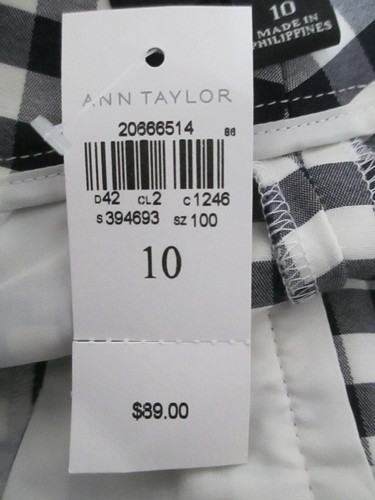 10
MADE IN
PHILIPPINES
ANN TAYLOR
20666514 86
D42 CL2 C1246
S394693 SZ100
10
$89.00